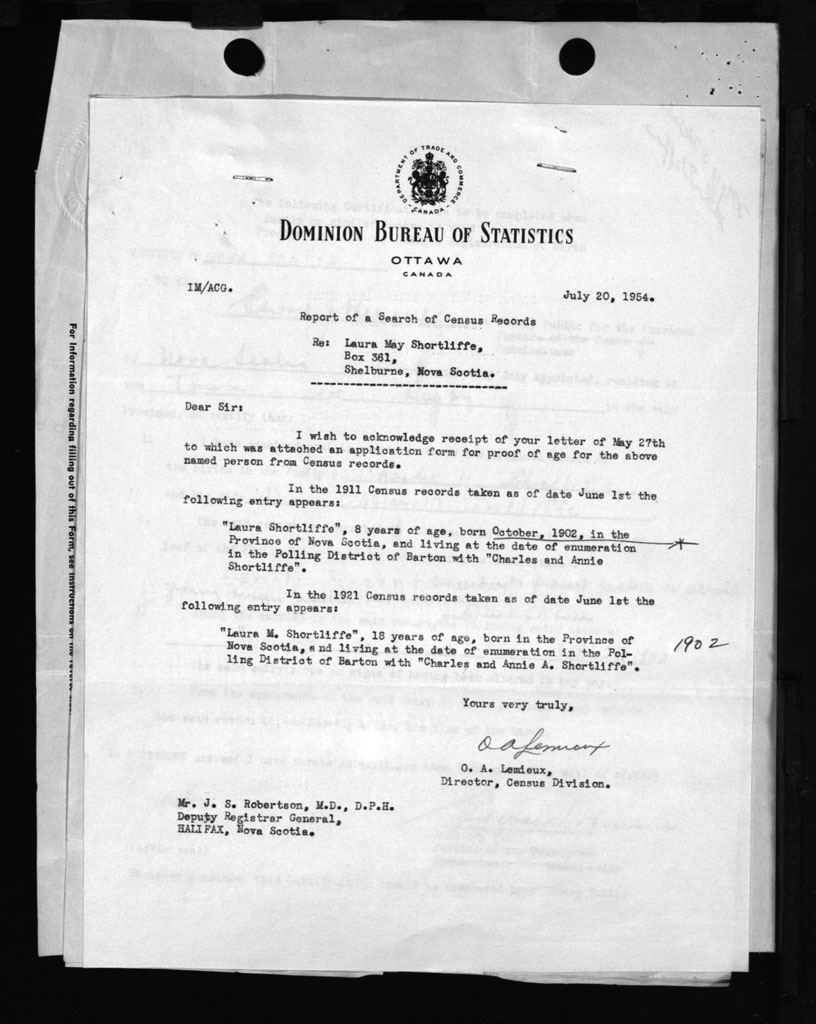 DEPARTMENT OF TRADE AND COMMERCE
CANADA
DOMINION BUREAU OF STATISTICS
OTTAWA
CANADA
IM/ACG.
July 20, 1954.
Report of a Search of Census Records
Re: Laura May Shortliffe,
Box 361,
Shelburne, Nova Scotia.
Dear Sir:
I wish to acknowledge receipt of your letter of May 27th
to which was attached an application form for proof of age for the above
named person from Census records.
In the 1911 Census records taken as of date June 1st the
following entry appears:
"Laura Shortliffe", 8 years of age, born October, 1902, in the
Province of Nova Scotia, and living at the date of enumeration
in the Polling District of Barton with "Charles and Annie
Shortliffe".
In the 1921 Census records taken as of date June 1st the
following entry appears:
"Laura M. Shortliffe", 18 years of age, born in the Province of
Nova Scotia, and living at the date of enumeration in the Pol-
ling District of Barton with "Charles and Annie A. Shortliffe".
1902
Yours very truly,
O A Lemieux
O. A. Lemieux,
Director, Census Division.
Mr. J. S. Robertson, M.D., D.P.H.
Deputy Registrar General,
HALIFAX, Nova Scotia.
For information regarding filling out of this Form, see instructions on